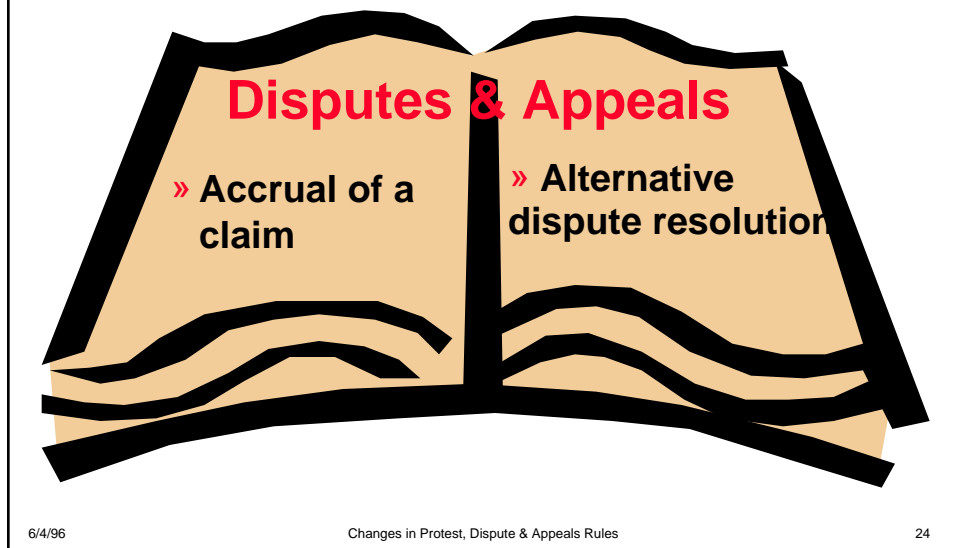 Disputes & Appeals
» Accrual of a
claim
» Alternative
dispute resolution
6/4/96 Changes in Protest, Dispute & Appeals Rules 24